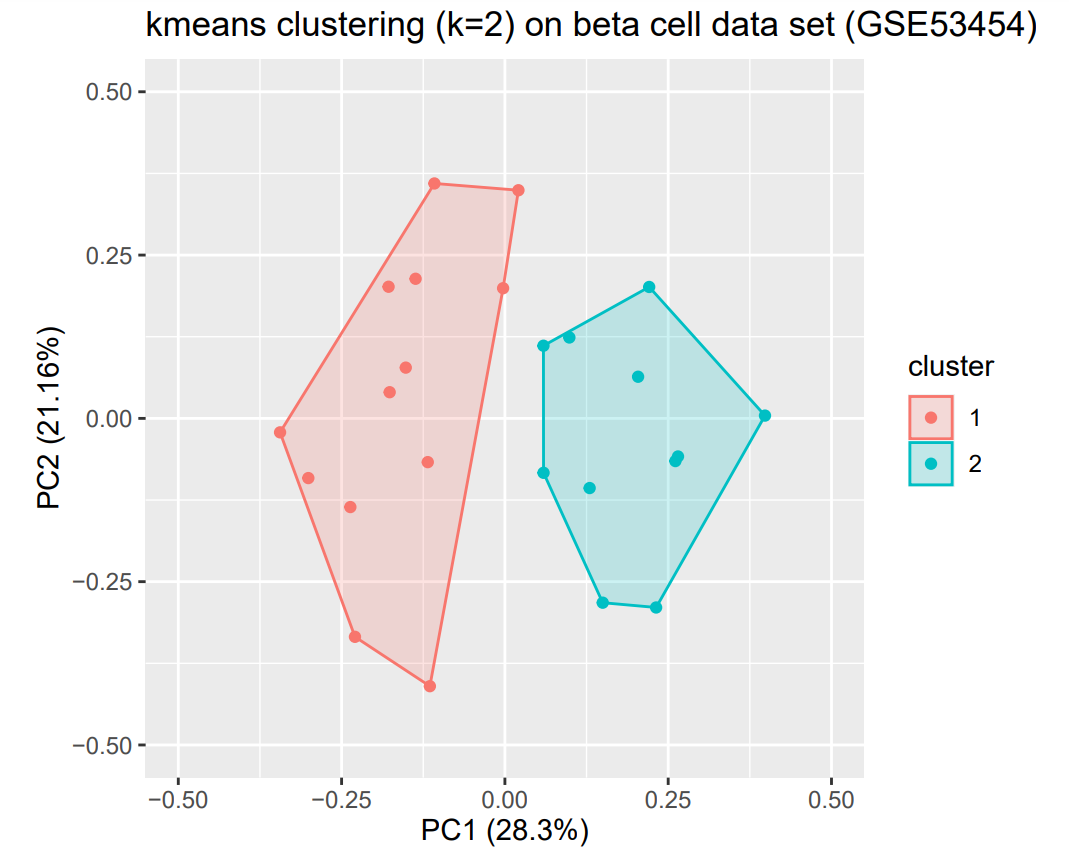 kmeans clustering (k=2) on beta cell data set (GSE53454)
0.50
0.25
0.00
−0.25
−0.50
PC2 (21.16%)
−0.50 −0.25 0.00 0.25 0.50
PC1 (28.3%)
cluster
1
2